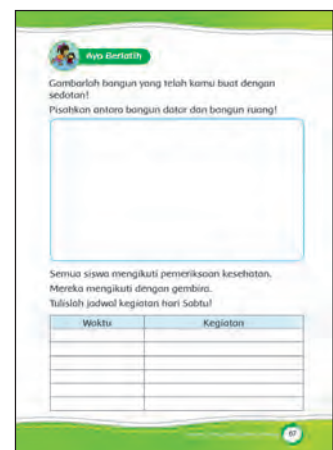 Ayo Berlatih
Gambarlah bangun yang telah kamu buat dengan
sedotan!
Pisahkan antara bangun datar dan bangun ruang!
Semua siswa mengikuti pemeriksaan kesehatan.
Mereka mengikuti dengan gembira.
Tulislah jadwal kegiatan hari Sabtu!
Waktu Kegiatan